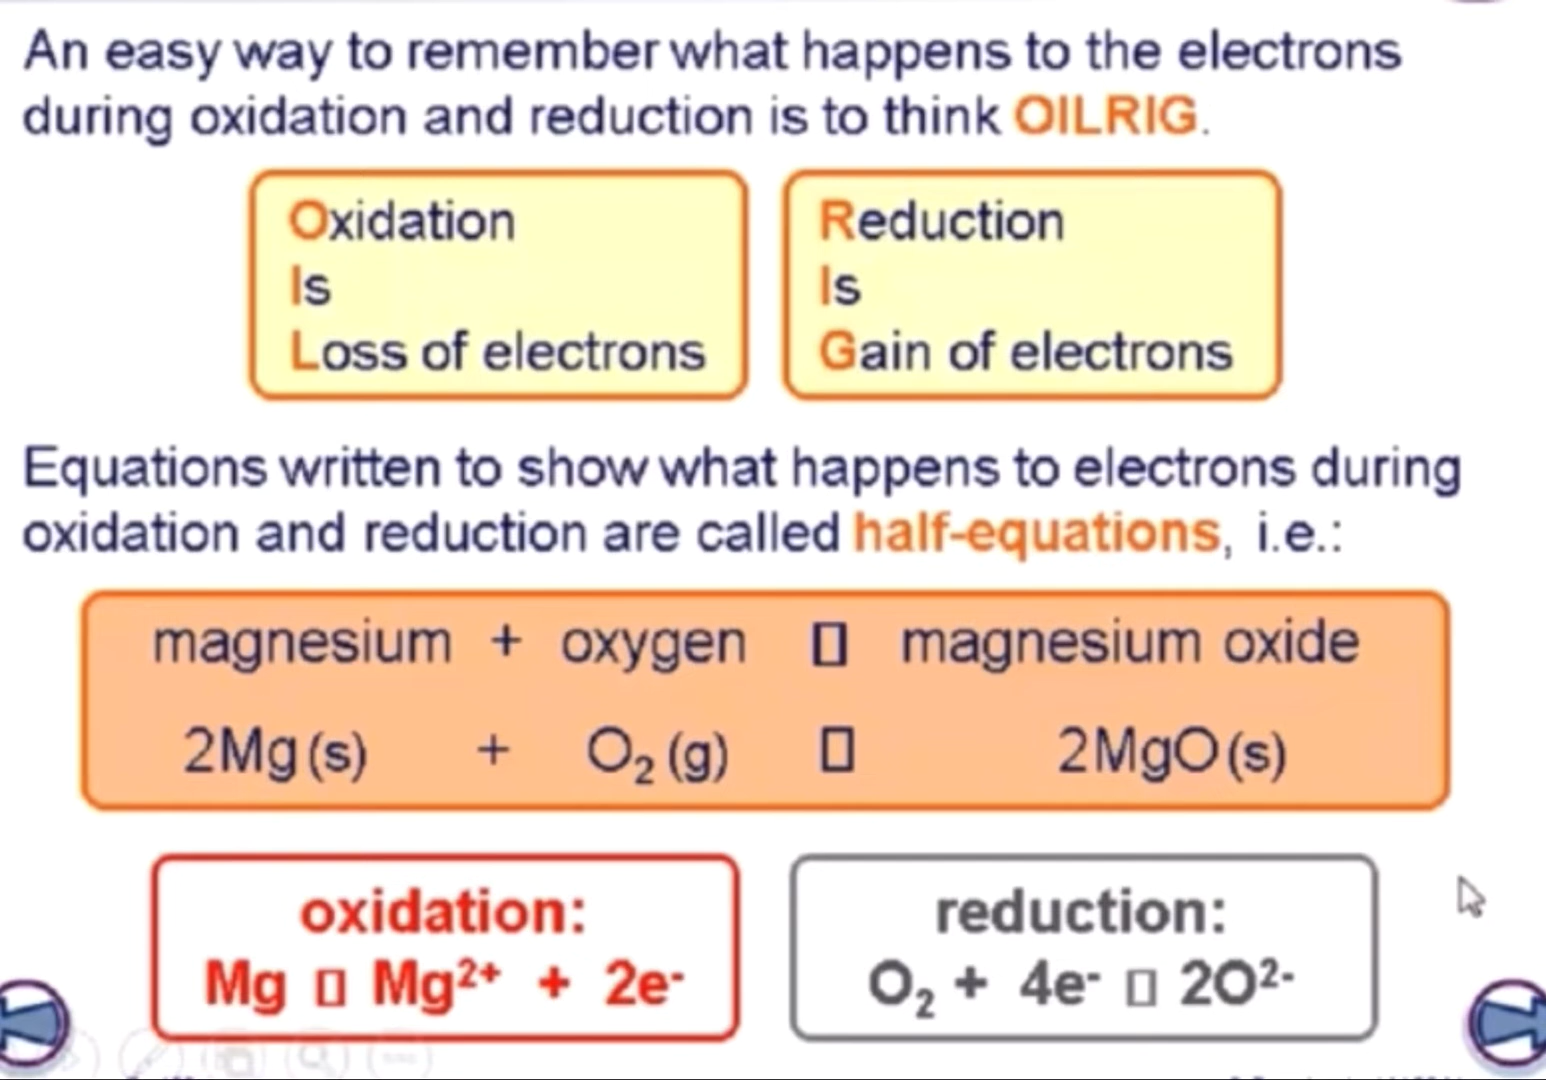 An easy way to remember what happens to the electrons
during oxidation and reduction is to think OILRIG.
Oxidation
Is
Loss of electrons
Reduction
Is
Gain of electrons
Equations written to show what happens to electrons during
oxidation and reduction are called half-equations, i.e.:
magnesium + oxygen ▯ magnesium oxide
2Mg (s) + O₂ (g) ▯ 2MgO (s)
oxidation:
Mg ▯ Mg²⁺ + 2e⁻
reduction:
O₂ + 4e⁻ ▯ 2O²⁻